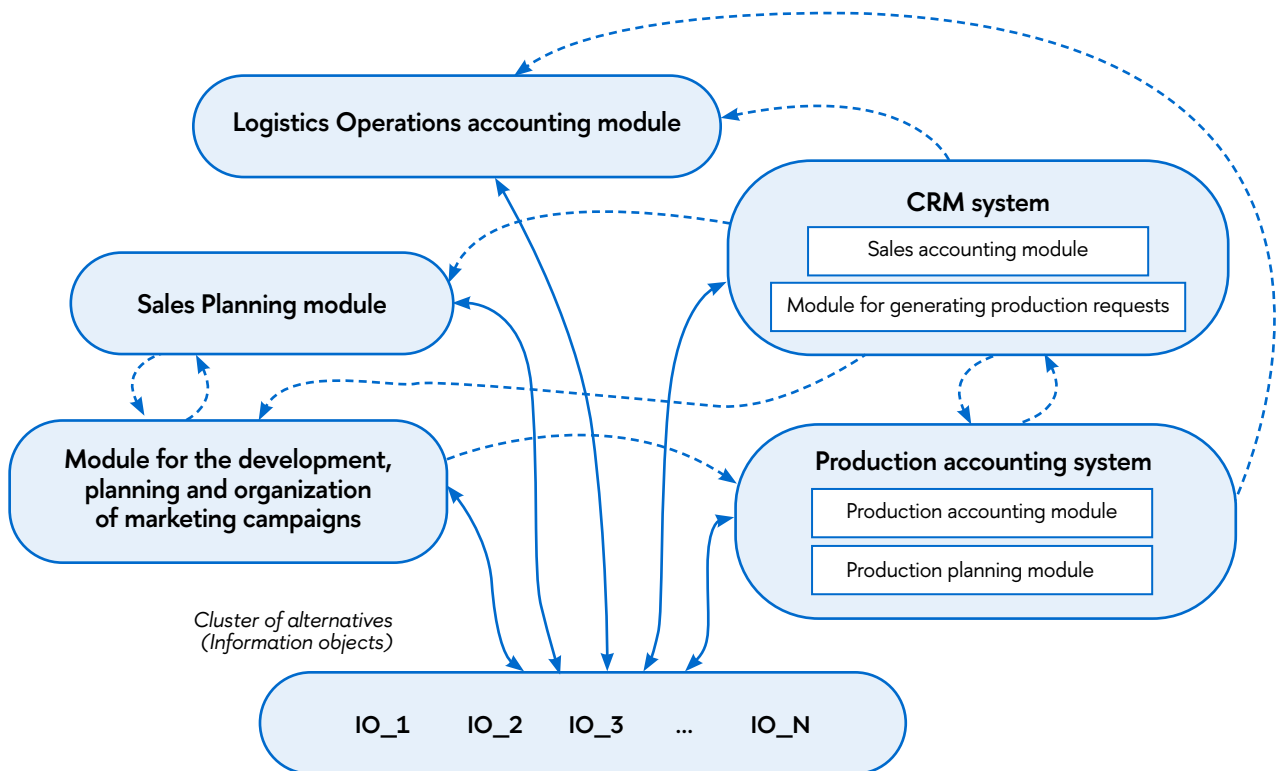 Logistics Operations accounting module
CRM system
Sales accounting module
Module for generating production requests
Sales Planning module
Module for the development,
planning and organization
of marketing campaigns
Production accounting system
Production accounting module
Production planning module
Cluster of alternatives
(Information objects)
IO_1 IO_2 IO_3 ... IO_N